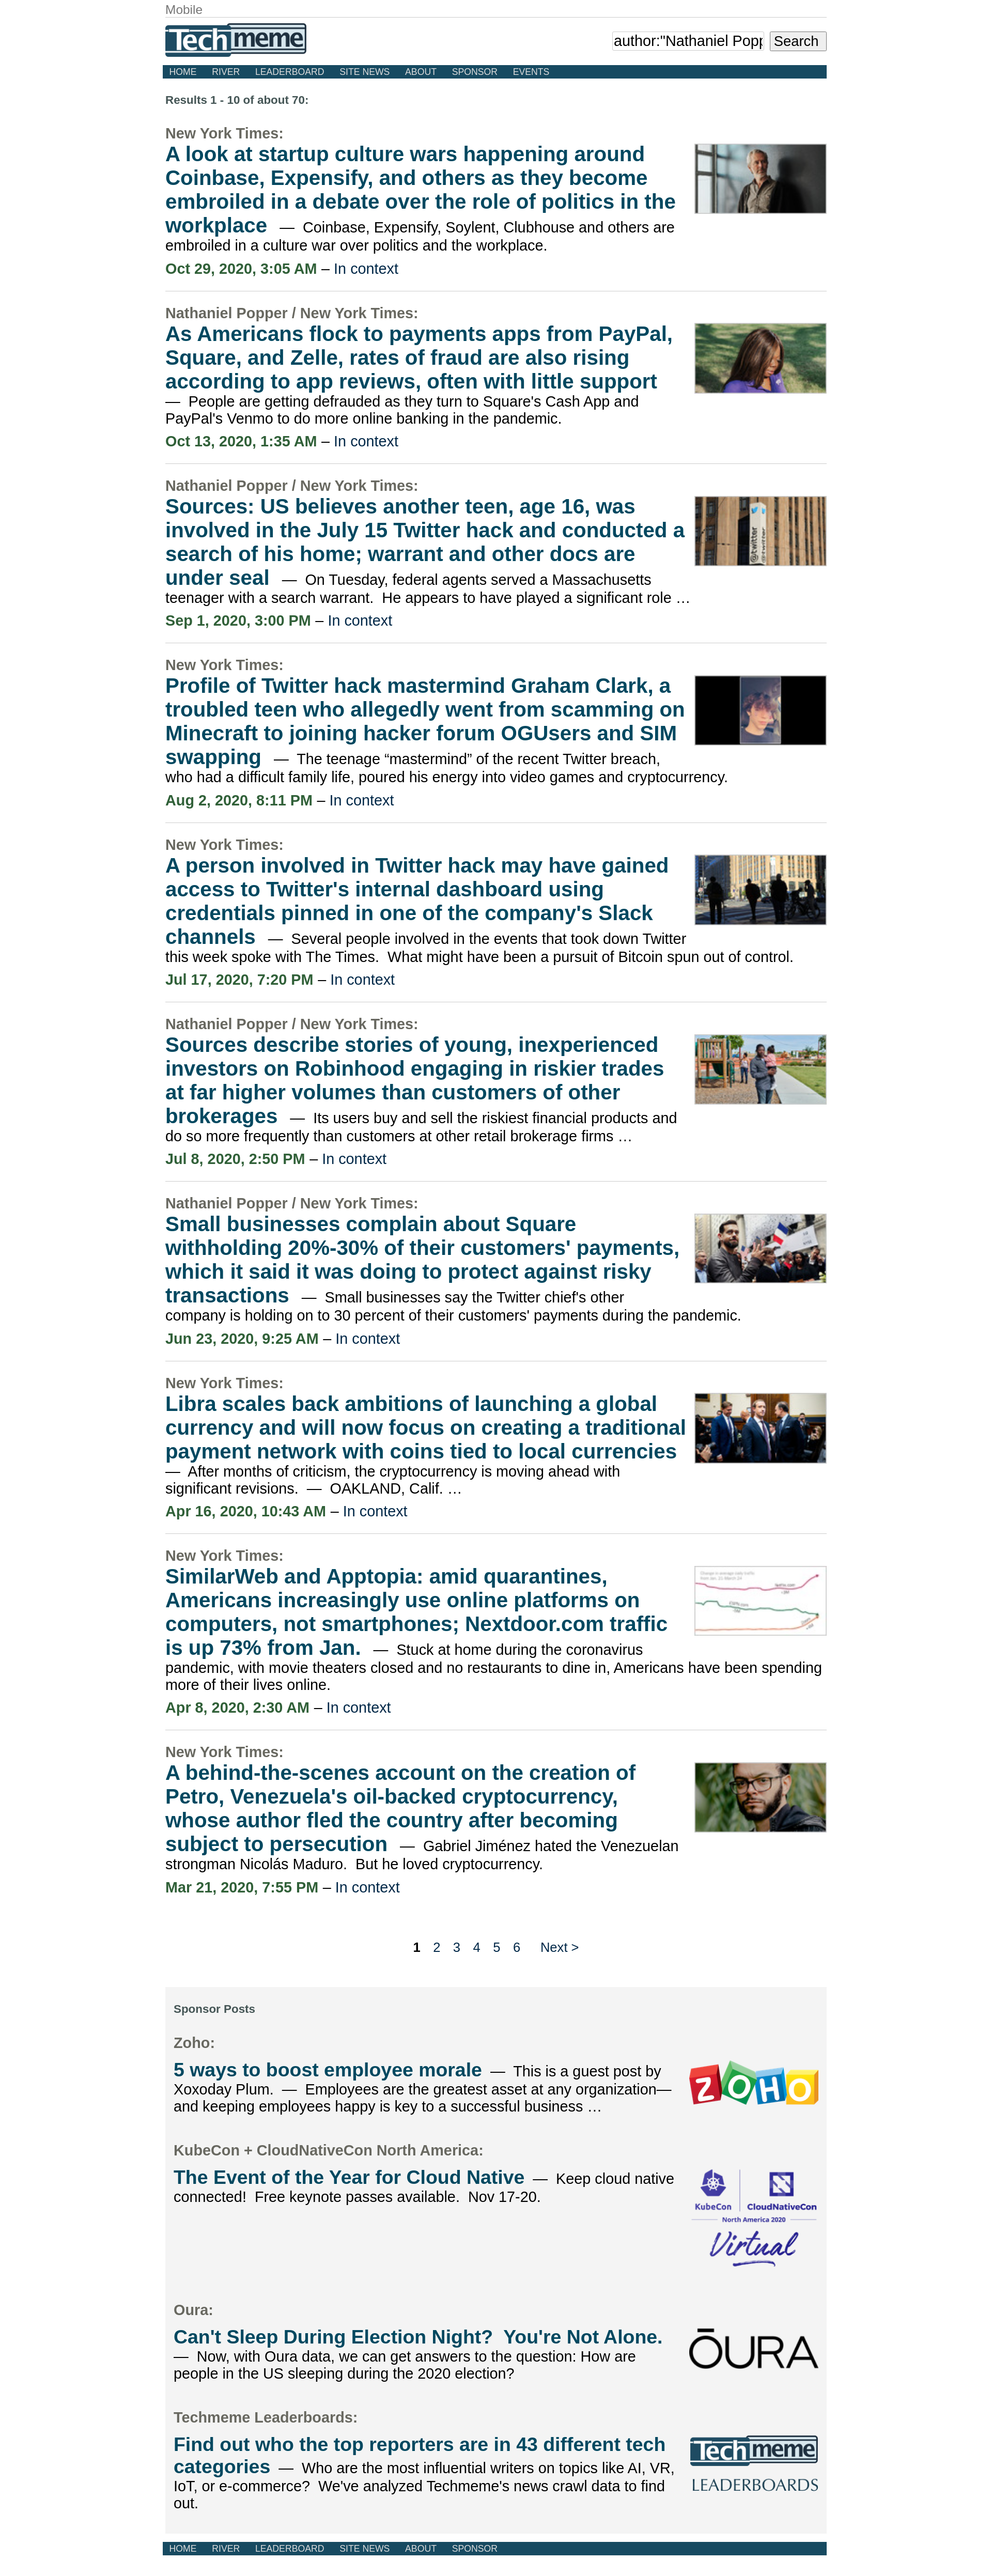 Mobile
Techmeme
author:"Nathaniel Popp
Search
HOME RIVER LEADERBOARD SITE NEWS ABOUT SPONSOR EVENTS
Results 1 - 10 of about 70:
New York Times:
A look at startup culture wars happening around
Coinbase, Expensify, and others as they become
embroiled in a debate over the role of politics in the
workplace — Coinbase, Expensify, Soylent, Clubhouse and others are
embroiled in a culture war over politics and the workplace.
Oct 29, 2020, 3:05 AM – In context
Nathaniel Popper / New York Times:
As Americans flock to payments apps from PayPal,
Square, and Zelle, rates of fraud are also rising
according to app reviews, often with little support
— People are getting defrauded as they turn to Square's Cash App and
PayPal's Venmo to do more online banking in the pandemic.
Oct 13, 2020, 1:35 AM – In context
Nathaniel Popper / New York Times:
Sources: US believes another teen, age 16, was
involved in the July 15 Twitter hack and conducted a
search of his home; warrant and other docs are
under seal — On Tuesday, federal agents served a Massachusetts
teenager with a search warrant. He appears to have played a significant role …
@twitter
Sep 1, 2020, 3:00 PM – In context
New York Times:
Profile of Twitter hack mastermind Graham Clark, a
troubled teen who allegedly went from scamming on
Minecraft to joining hacker forum OGUsers and SIM
swapping — The teenage “mastermind” of the recent Twitter breach,
who had a difficult family life, poured his energy into video games and cryptocurrency.
Aug 2, 2020, 8:11 PM – In context
New York Times:
A person involved in Twitter hack may have gained
access to Twitter's internal dashboard using
credentials pinned in one of the company's Slack
channels — Several people involved in the events that took down Twitter
this week spoke with The Times. What might have been a pursuit of Bitcoin spun out of control.
Jul 17, 2020, 7:20 PM – In context
Nathaniel Popper / New York Times:
Sources describe stories of young, inexperienced
investors on Robinhood engaging in riskier trades
at far higher volumes than customers of other
brokerages — Its users buy and sell the riskiest financial products and
do so more frequently than customers at other retail brokerage firms …
Jul 8, 2020, 2:50 PM – In context
Nathaniel Popper / New York Times:
Small businesses complain about Square
withholding 20%-30% of their customers' payments,
which it said it was doing to protect against risky
transactions — Small businesses say the Twitter chief's other
company is holding on to 30 percent of their customers' payments during the pandemic.
Jun 23, 2020, 9:25 AM – In context
New York Times:
Libra scales back ambitions of launching a global
currency and will now focus on creating a traditional
payment network with coins tied to local currencies
— After months of criticism, the cryptocurrency is moving ahead with
significant revisions. — OAKLAND, Calif. …
Apr 16, 2020, 10:43 AM – In context
New York Times:
SimilarWeb and Apptopia: amid quarantines,
Americans increasingly use online platforms on
computers, not smartphones; Nextdoor.com traffic
is up 73% from Jan. — Stuck at home during the coronavirus
pandemic, with movie theaters closed and no restaurants to dine in, Americans have been spending
more of their lives online.
Apr 8, 2020, 2:30 AM – In context
New York Times:
A behind-the-scenes account on the creation of
Petro, Venezuela's oil-backed cryptocurrency,
whose author fled the country after becoming
subject to persecution — Gabriel Jiménez hated the Venezuelan
strongman Nicolás Maduro. But he loved cryptocurrency.
Mar 21, 2020, 7:55 PM – In context
1 2 3 4 5 6 Next >
Sponsor Posts
Zoho:
5 ways to boost employee morale — This is a guest post by
Xoxoday Plum. — Employees are the greatest asset at any organization—
and keeping employees happy is key to a successful business …
ZOHO
KubeCon + CloudNativeCon North America:
The Event of the Year for Cloud Native — Keep cloud native
connected! Free keynote passes available. Nov 17-20.
KubeCon CloudNativeCon
North America 2020
Virtual
Oura:
Can't Sleep During Election Night? You're Not Alone.
— Now, with Oura data, we can get answers to the question: How are
people in the US sleeping during the 2020 election?
ŌURA
Techmeme Leaderboards:
Find out who the top reporters are in 43 different tech
categories — Who are the most influential writers on topics like AI, VR,
IoT, or e-commerce? We've analyzed Techmeme's news crawl data to find
out.
Techmeme
LEADERBOARDS
HOME RIVER LEADERBOARD SITE NEWS ABOUT SPONSOR